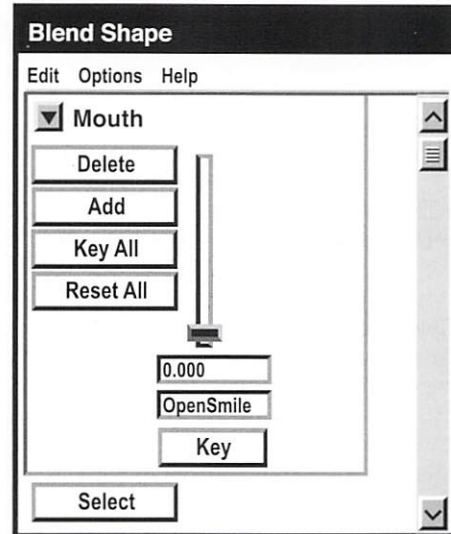 Blend Shape
Edit Options Help
Mouth
Delete
Add
Key All
Reset All
0.000
OpenSmile
Key
Select